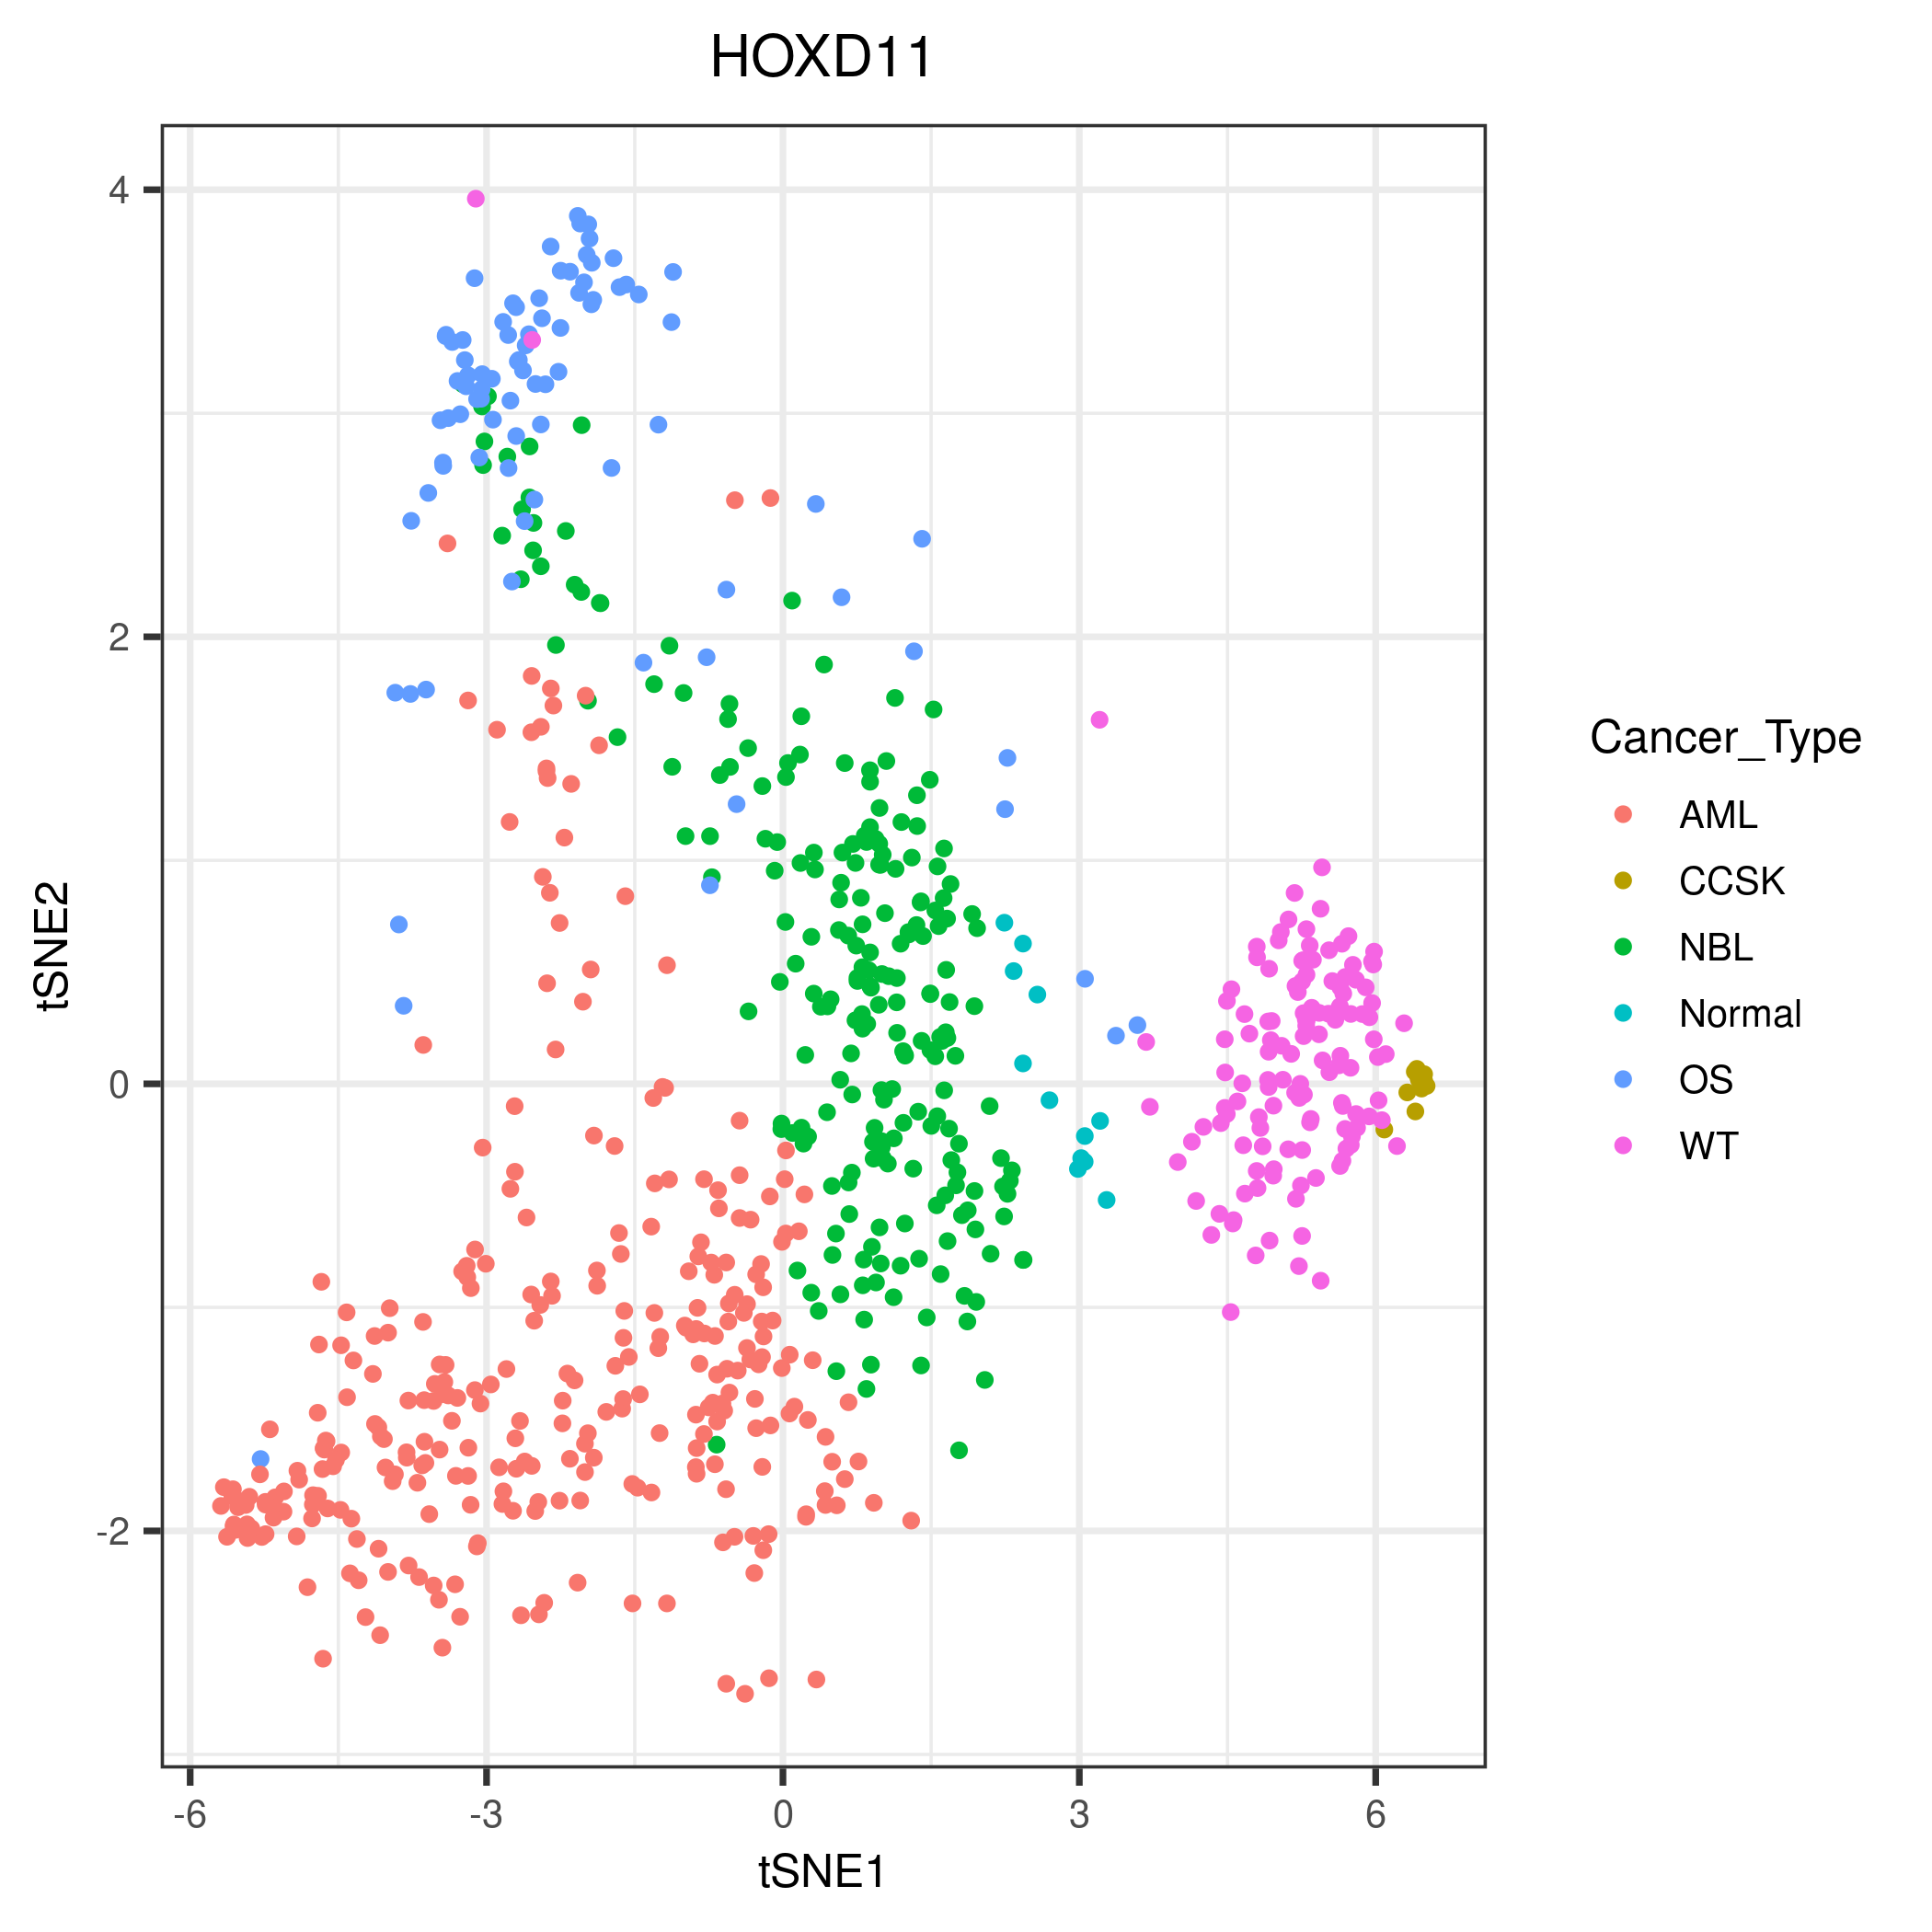 HOXD11
4
2
0
-2
tSNE2
-6
-3
0
3
6
tSNE1
Cancer_Type
AML
CCSK
NBL
Normal
OS
WT